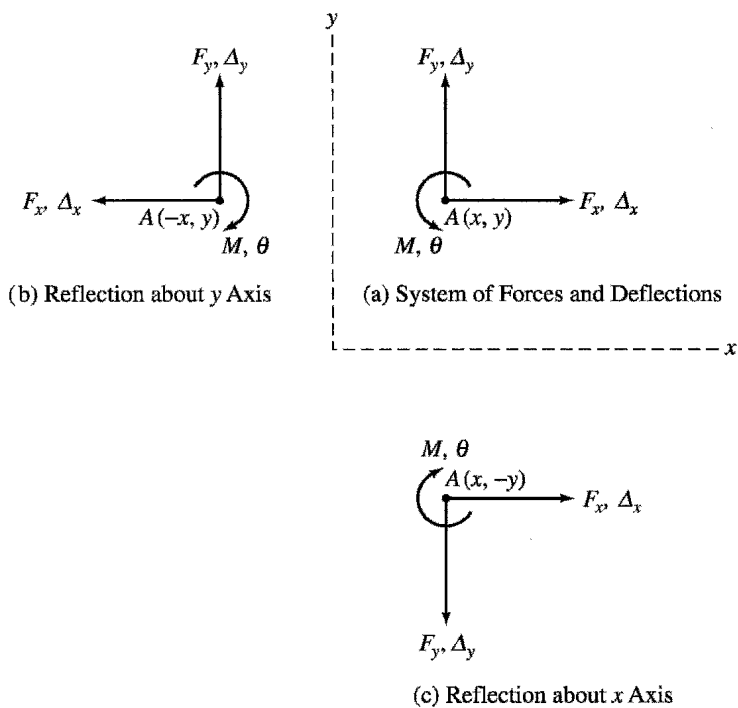 y
F_y, Δ_y
F_y, Δ_y
F_x, Δ_x
A(−x, y)
M, θ
A(x, y)
F_x, Δ_x
M, θ
(b) Reflection about y Axis
(a) System of Forces and Deflections
x
M, θ
A(x, −y)
F_x, Δ_x
F_y, Δ_y
(c) Reflection about x Axis